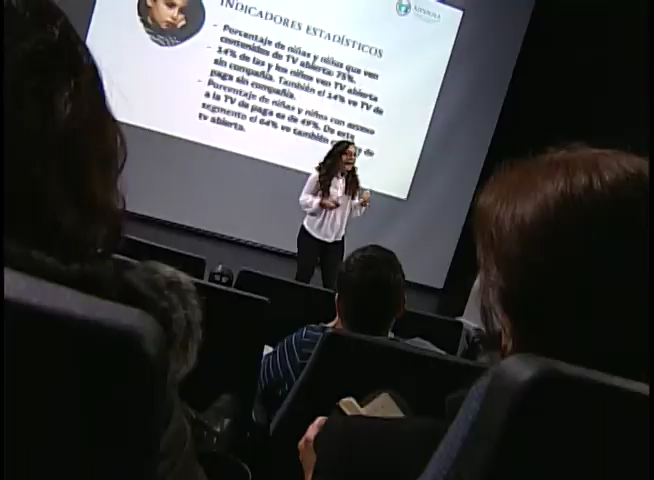 INDICADORES ESTADÍSTICOS
- Porcentaje de niñas y niños que ven
contenidos de TV abierta: 75%.
- 14% de las y los niños ven TV abierta
sin compañía. También el 14% ve TV de
paga sin compañía.
- Porcentaje de niñas y niños con acceso
a la TV de paga es de 49%. De este
segmento el 64% ve también de
tv abierta.